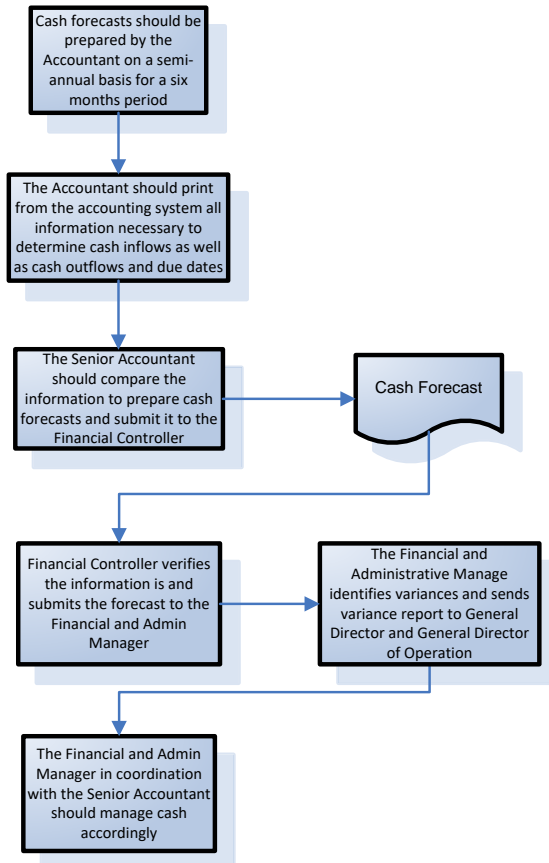 Cash forecasts should be
prepared by the
Accountant on a semi-
annual basis for a six
months period
The Accountant should print
from the accounting system all
information necessary to
determine cash inflows as well
as cash outflows and due dates
The Senior Accountant
should compare the
information to prepare cash
forecasts and submit it to the
Financial Controller
Cash Forecast
Financial Controller verifies
the information is and
submits the forecast to the
Financial and Admin
Manager
The Financial and
Administrative Manage
identifies variances and sends
variance report to General
Director and General Director
of Operation
The Financial and Admin
Manager in coordination
with the Senior Accountant
should manage cash
accordingly